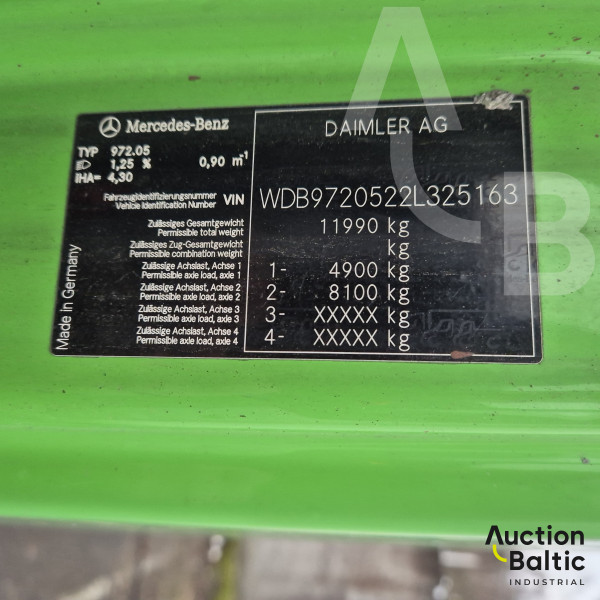 Mercedes-Benz
DAIMLER AG
TYP 972.05
1,25 % 0,90 m⁻¹
IHA= 4,30
Fahrzeugidentifizierungsnummer
Vehicle Identification Number
VIN WDB9720522L325163
Zulässiges Gesamtgewicht
Permissible total weight
11990 kg
Zulässiges Zug-Gesamtgewicht
Permissible combination weight
kg
Zulässige Achslast, Achse 1
Permissible axle load, axle 1
1- 4900 kg
Zulässige Achslast, Achse 2
Permissible axle load, axle 2
2- 8100 kg
Zulässige Achslast, Achse 3
Permissible axle load, axle 3
3- XXXXX kg
Zulässige Achslast, Achse 4
Permissible axle load, axle 4
4- XXXXX kg
Made in Germany
A
B
Auction
Baltic
INDUSTRIAL